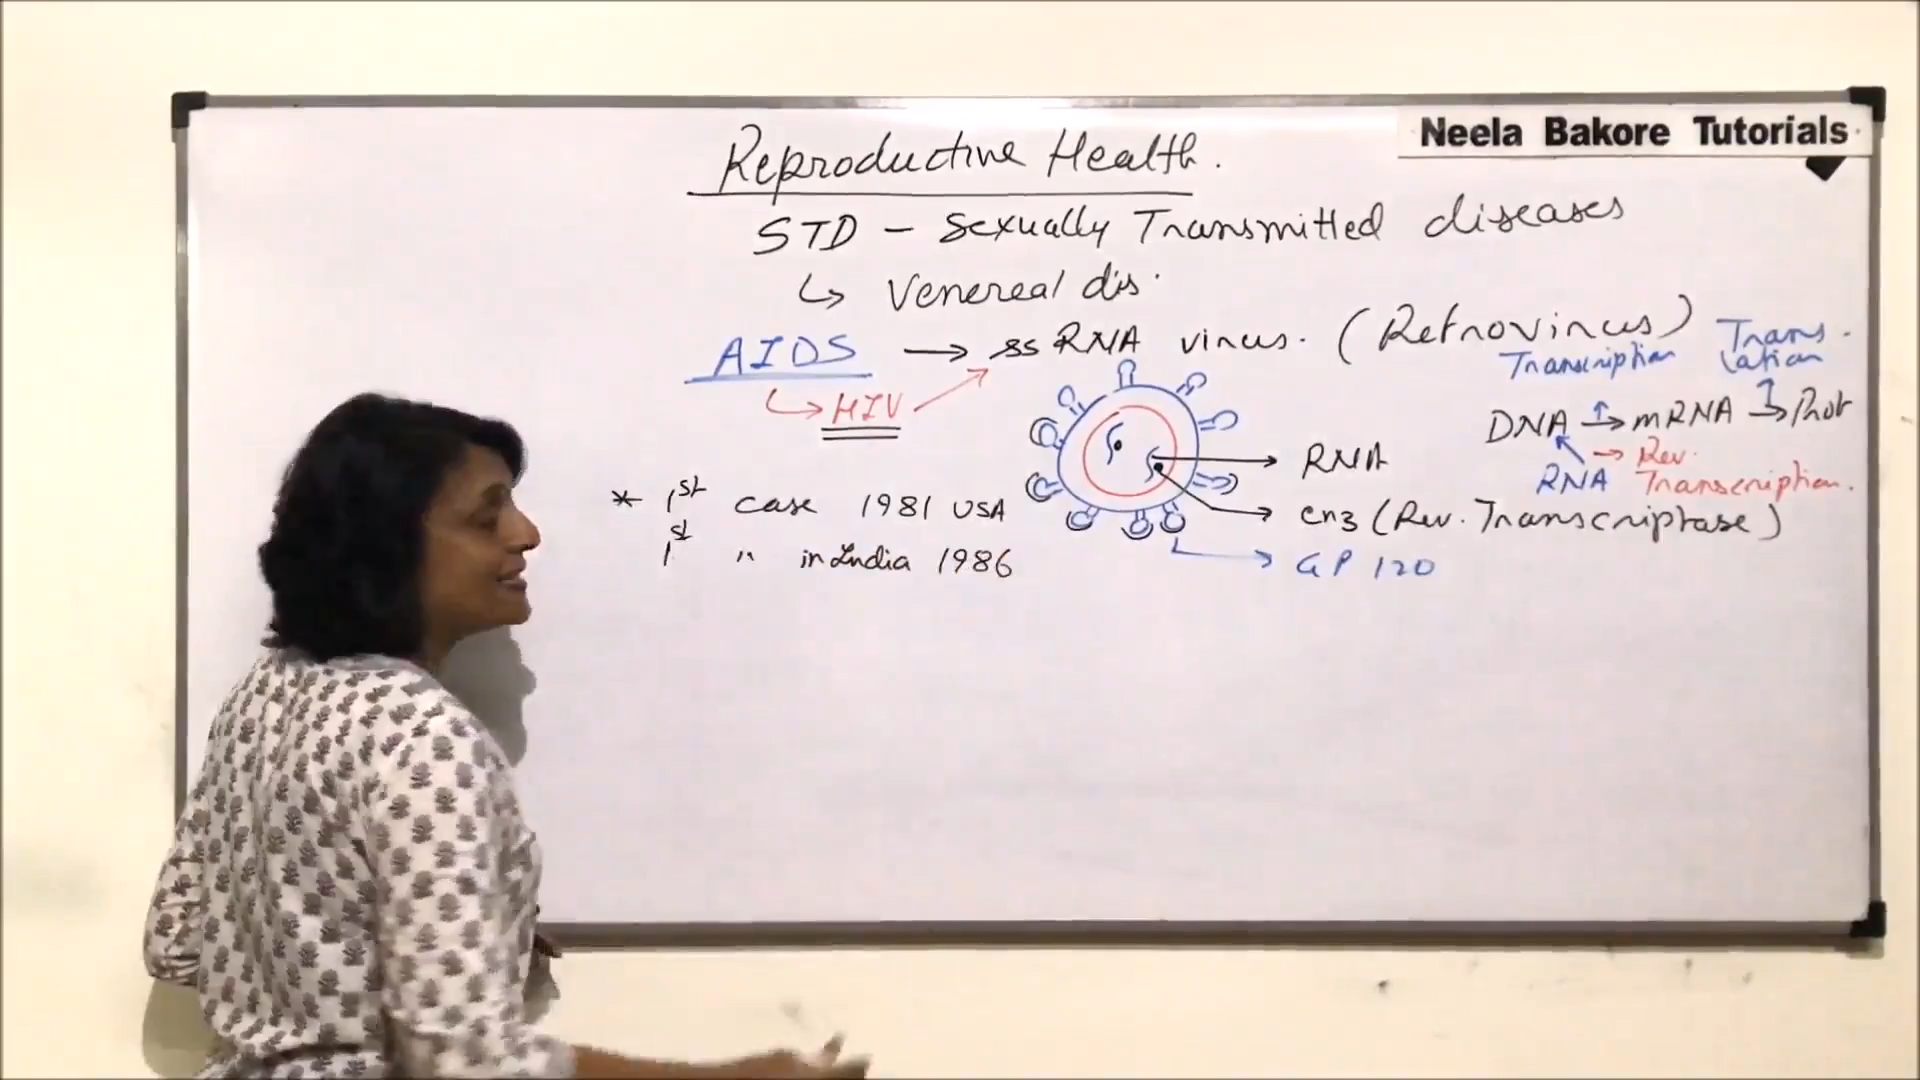 Neela Bakore Tutorials
Reproductive Health.
STD - Sexually Transmitted diseases
↳ Venereal dis.
AIDS → ss RNA virus. (Retrovirus)
↳ HIV
Transcription Translation
DNA → mRNA → Prot
RNA → Rev. Transcription.
* 1st case 1981 USA
1st " in India 1986
RNA
enz (Rev. Transcriptase)
GP 120